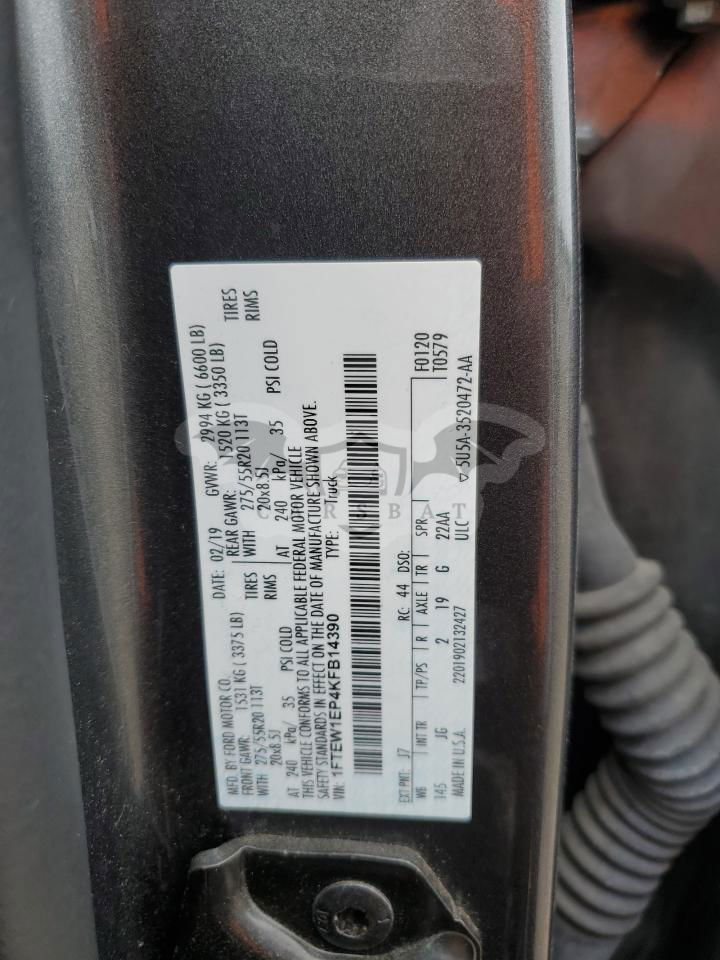 MFD. BY FORD MOTOR CO.
DATE: 02/19 GVWR: 2994 KG ( 6600 LB)
FRONT GAWR: 1531 KG ( 3375 LB) REAR GAWR: 1520 KG ( 3350 LB)
WITH 275/55R20 113T TIRES WITH 275/55R20 113T TIRES
20x8.5J RIMS 20x8.5J RIMS
AT 240 kPa/ 35 PSI COLD AT 240 kPa/ 35 PSI COLD
THIS VEHICLE CONFORMS TO ALL APPLICABLE FEDERAL MOTOR VEHICLE
SAFETY STANDARDS IN EFFECT ON THE DATE OF MANUFACTURE SHOWN ABOVE.
VIN: 1FTEW1EP4KFB14390 TYPE: Truck
EXT PNT: J7 RC: 44 DSO: F0120
WB INT TR TP/PS R AXLE TR SPR T0579
145 JG 2 19 G 22AA
MADE IN U.S.A. 2201902132427 ULC 5U5A-3520472-AA
CARSBAT